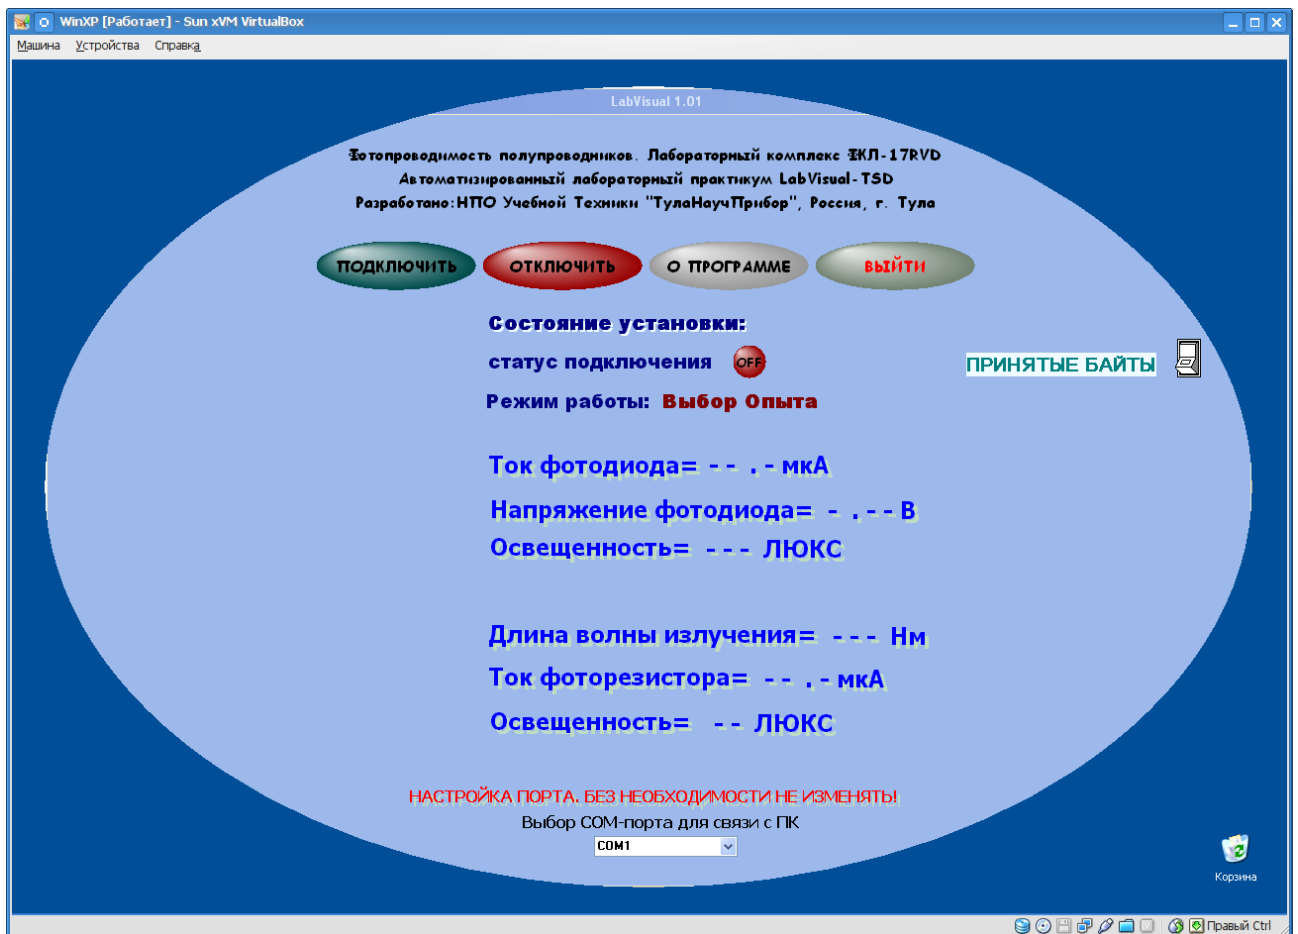 WinXP [Работает] - Sun xVM VirtualBox
Машина Устройства Справка
LabVisual 1.01
Фотопроводимость полупроводников. Лабораторный комплекс ФКЛ-17RVD
Автоматизированный лабораторный практикум LabVisual-TSD
Разработано:НПО Учебной Техники "ТулаНаучПрибор", Россия, г. Тула
ПОДКЛЮЧИТЬ ОТКЛЮЧИТЬ О ПРОГРАММЕ ВЫЙТИ
Состояние установки:
статус подключения OFF ПРИНЯТЫЕ БАЙТЫ
Режим работы: Выбор Опыта
Ток фотодиода= - - . - мкА
Напряжение фотодиода= - . - - В
Освещенность= - - - ЛЮКС
Длина волны излучения= - - - Нм
Ток фоторезистора= - - . - мкА
Освещенность= - - ЛЮКС
НАСТРОЙКА ПОРТА. БЕЗ НЕОБХОДИМОСТИ НЕ ИЗМЕНЯТЬ!
Выбор COM-порта для связи с ПК
COM1
Корзина
Правый Ctrl